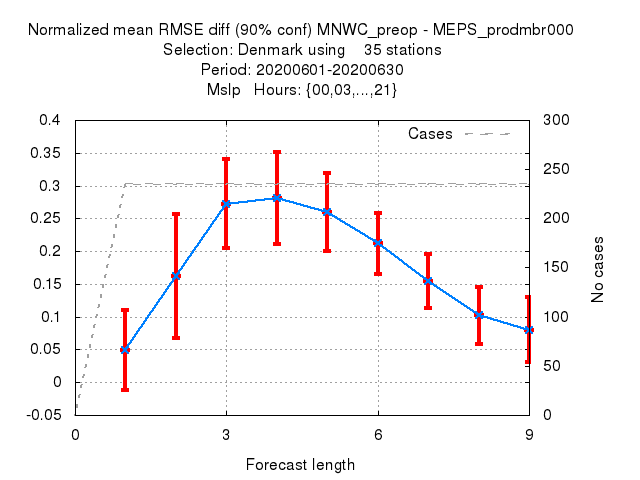 Normalized mean RMSE diff (90% conf) MNWC_preop - MEPS_prodmbr000
Selection: Denmark using    35 stations
Period: 20200601-20200630
Mslp   Hours: {00,03,...,21}
Cases
0.4
0.35
0.3
0.25
0.2
0.15
0.1
0.05
0
-0.05
300
250
200
150
100
50
0
No cases
0 3 6 9
Forecast length